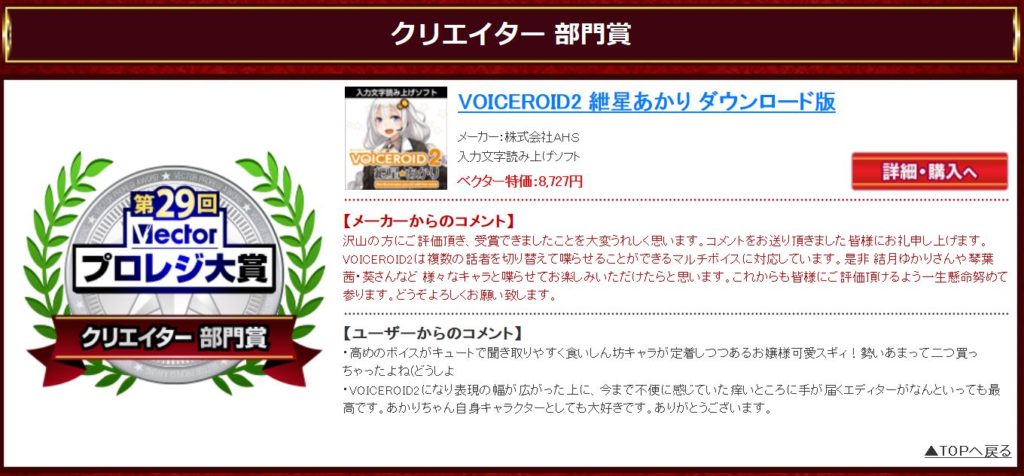 クリエイター 部門賞
第29回
Vector
プロレジ大賞
クリエイター 部門賞
入力文字読み上げソフト
VOICEROID2
紲星★あかり
VOICEROID2 紲星あかり ダウンロード版
メーカー:株式会社AHS
入力文字読み上げソフト
ベクター特価:8,727円
詳細・購入へ
【メーカーからのコメント】
沢山の方にご評価頂き、受賞できましたことを大変うれしく思います。コメントをお送り頂きました皆様にお礼申し上げます。
VOICEROID2は複数の話者を切り替えて喋らせることができるマルチボイスに対応しています。是非 結月ゆかりさんや琴葉
茜・葵さんなど 様々なキャラと喋らせてお楽しみいただけたらと思います。これからも皆様にご評価頂けるよう一生懸命努めて
参ります。どうぞよろしくお願い致します。
【ユーザーからのコメント】
・高めのボイスがキュートで聞き取りやすく食いしん坊キャラが定着しつつあるお嬢様可愛スギィ！勢いあまって二つ買っ
ちゃったよね(どうしよ
・VOICEROID2になり表現の幅が広がった上に、今まで不便に感じていた痒いところに手が届くエディターがなんといっても最
高です。あかりちゃん自身キャラクターとしても大好きです。ありがとうございます。
▲TOPへ戻る